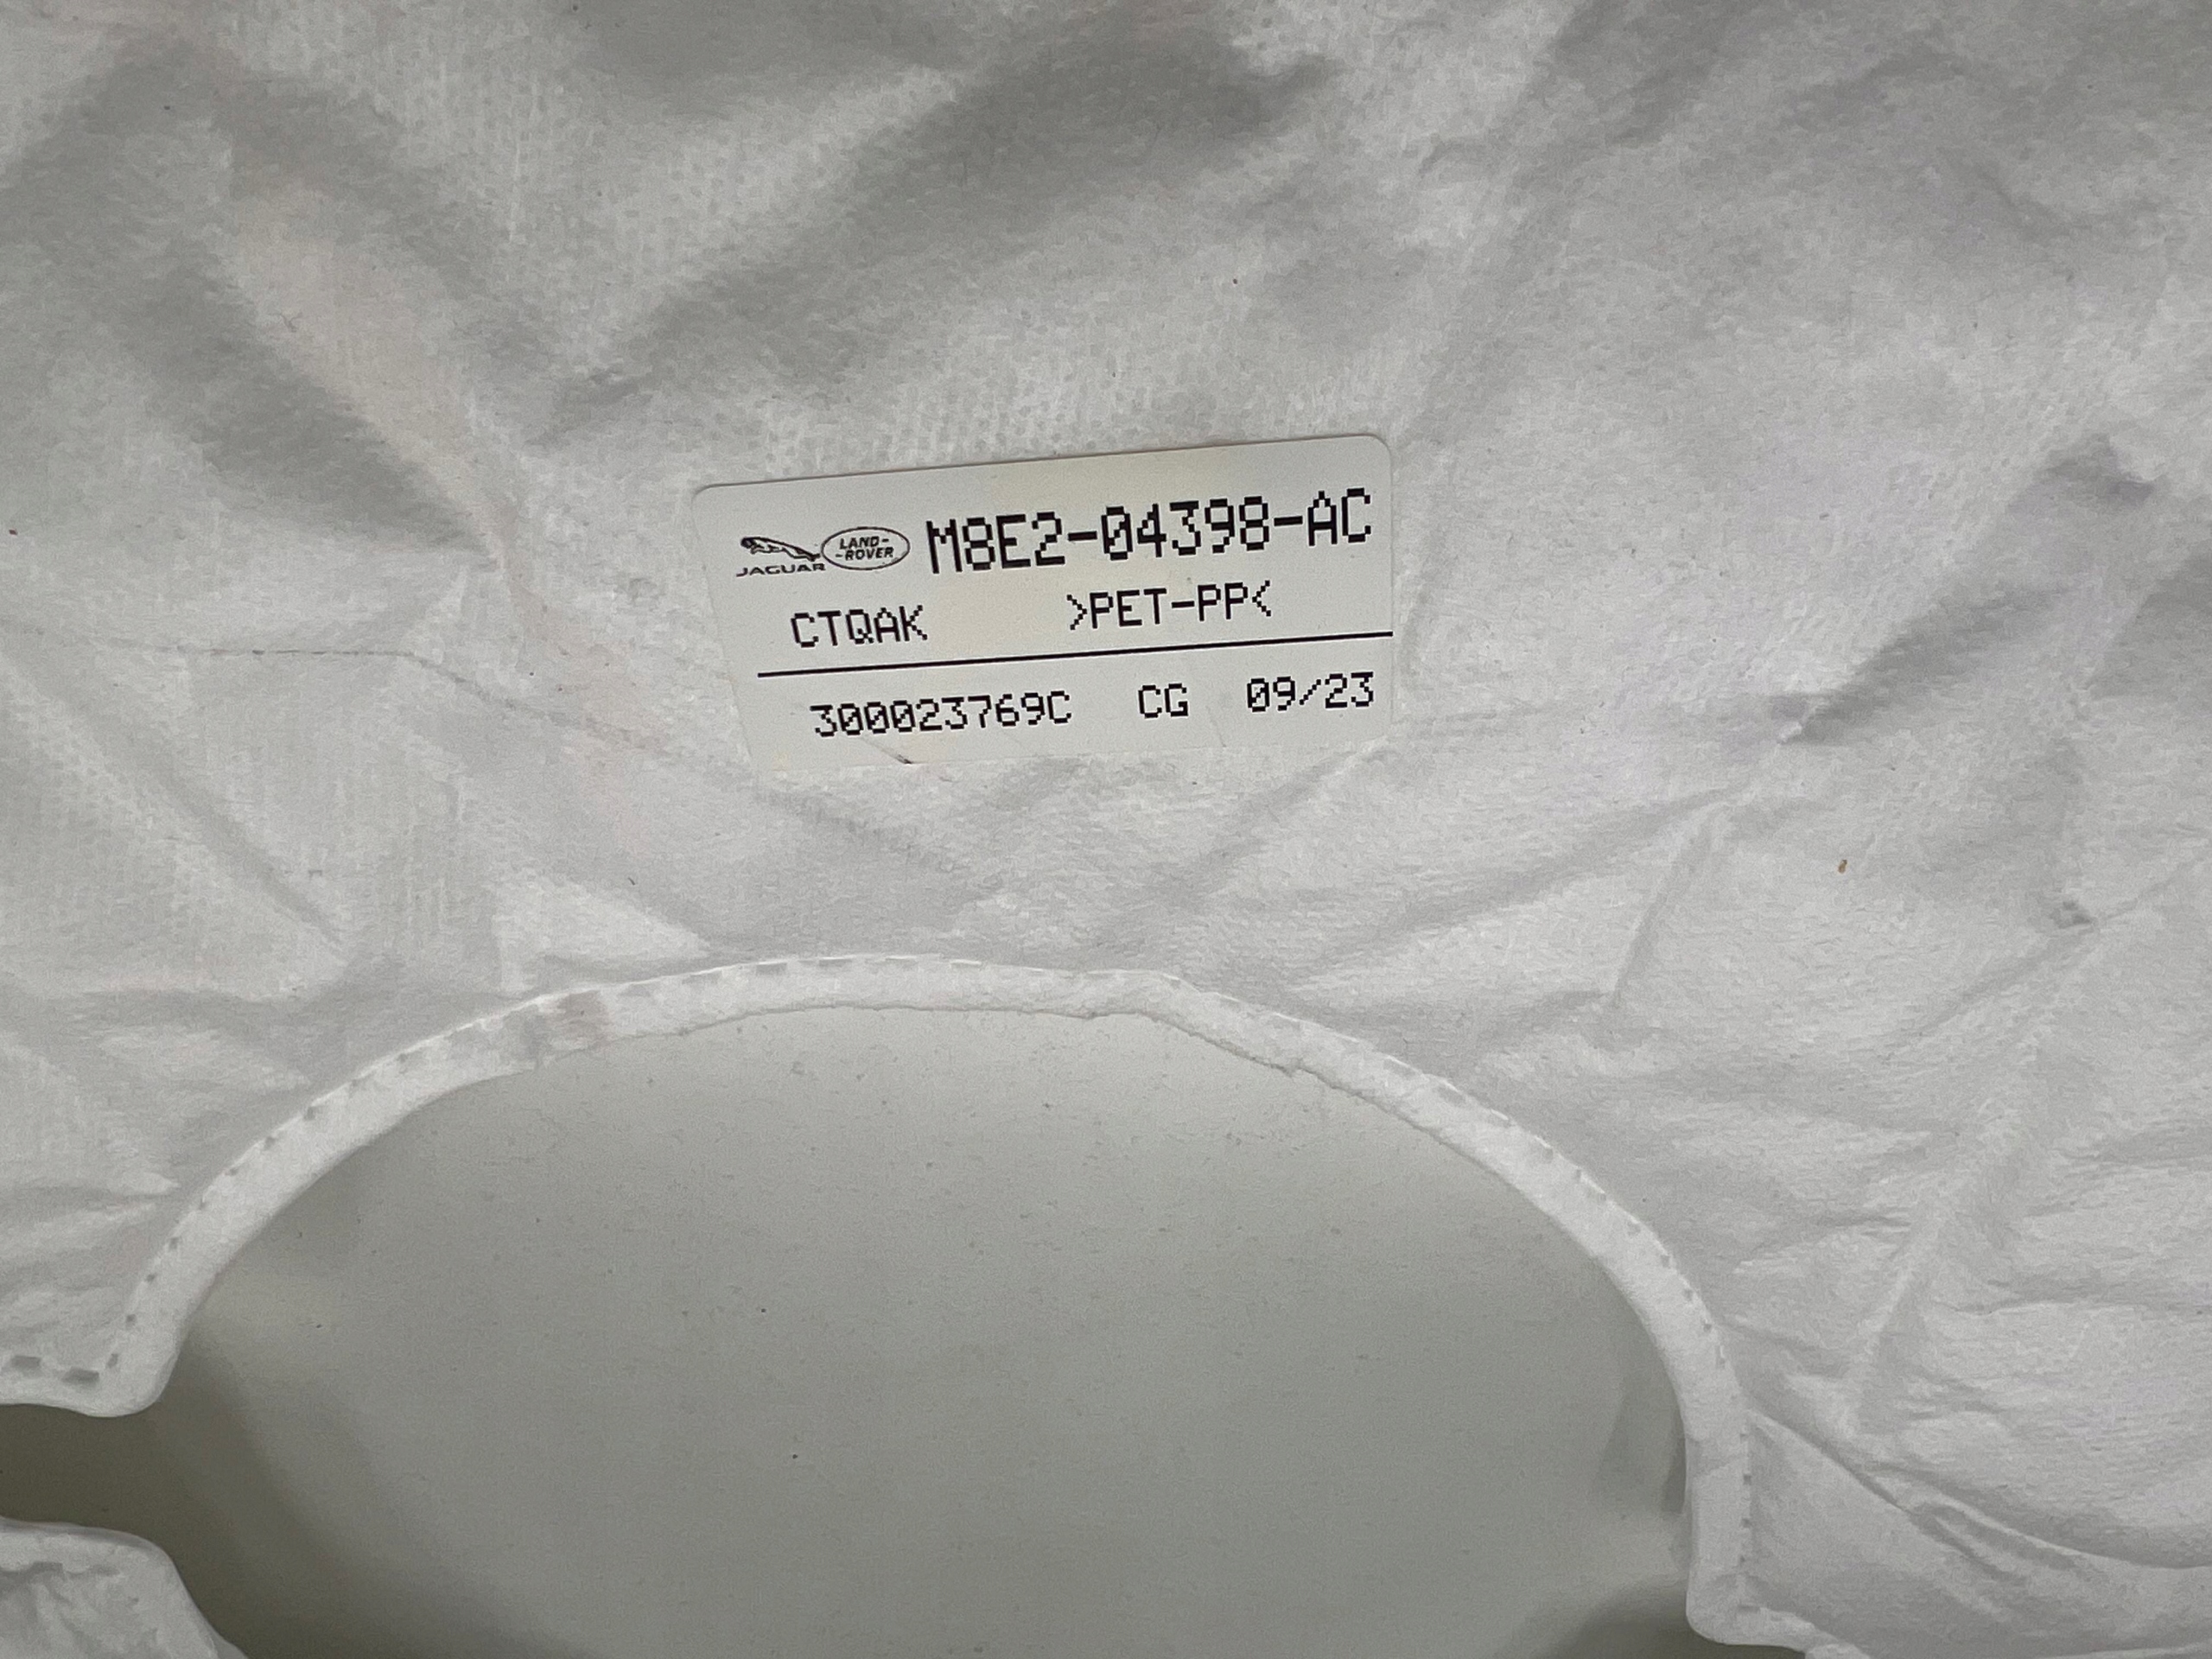 JAGUAR LAND-ROVER M8E2-04398-AC
CTQAK >PET-PP<
300023769C CG 09/23